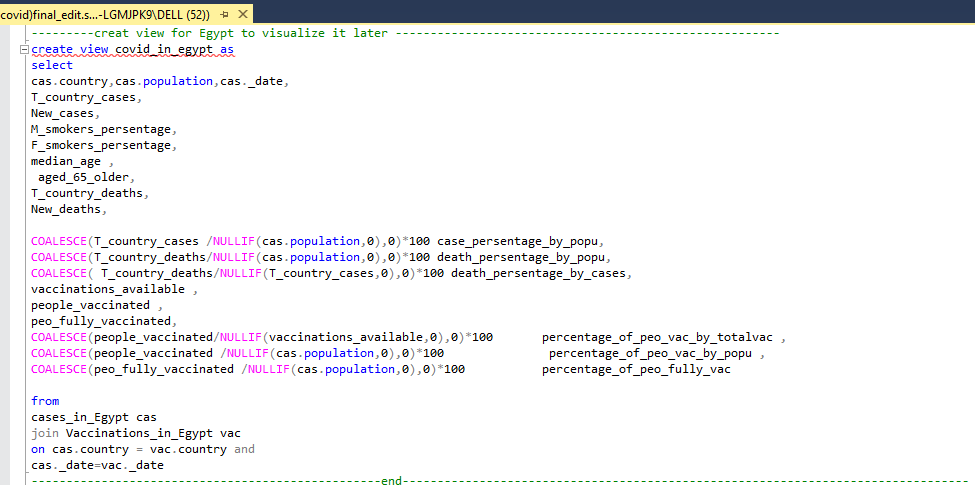 covid)final_edit.s...-LGMJPK9\DELL (52))
---------creat view for Egypt to visualize it later -------------------------------------------------------
create view covid_in_egypt as
select
cas.country,cas.population,cas._date,
T_country_cases,
New_cases,
M_smokers_persentage,
F_smokers_persentage,
median_age ,
aged_65_older,
T_country_deaths,
New_deaths,
COALESCE(T_country_cases /NULLIF(cas.population,0),0)*100 case_persentage_by_popu,
COALESCE(T_country_deaths/NULLIF(cas.population,0),0)*100 death_persentage_by_popu,
COALESCE( T_country_deaths/NULLIF(T_country_cases,0),0)*100 death_persentage_by_cases,
vaccinations_available ,
people_vaccinated ,
peo_fully_vaccinated,
COALESCE(people_vaccinated/NULLIF(vaccinations_available,0),0)*100 percentage_of_peo_vac_by_totalvac ,
COALESCE(people_vaccinated /NULLIF(cas.population,0),0)*100 percentage_of_peo_vac_by_popu ,
COALESCE(peo_fully_vaccinated /NULLIF(cas.population,0),0)*100 percentage_of_peo_fully_vac
from
cases_in_Egypt cas
join Vaccinations_in_Egypt vac
on cas.country = vac.country and
cas._date=vac._date
--------------------------------------------------end---------------------------------------------------------------------------------